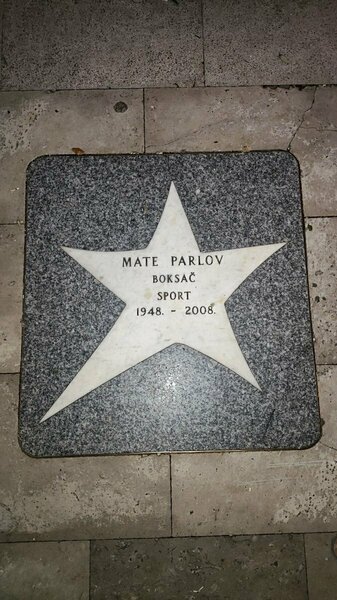 MATE PARLOV
BOKSAČ
SPORT
1948. - 2008.